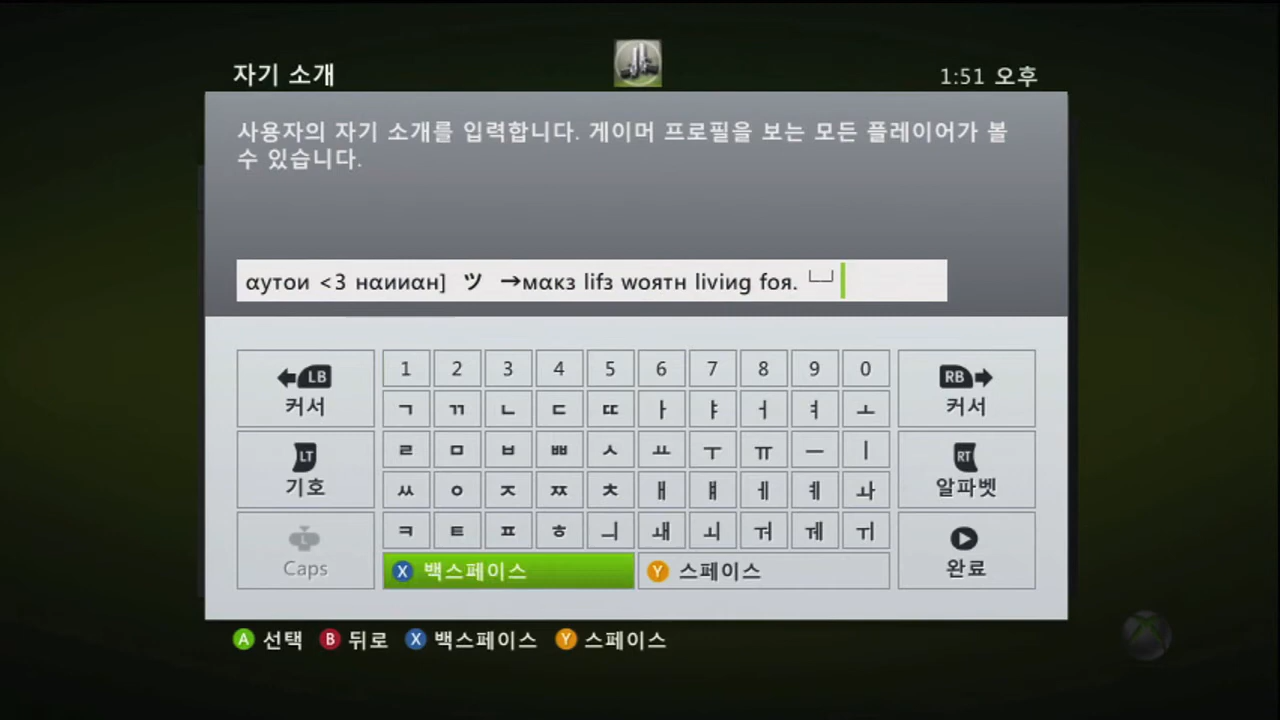 자기 소개
1:51 오후
사용자의 자기 소개를 입력합니다. 게이머 프로필을 보는 모든 플레이어가 볼
수 있습니다.
αутои <3 нαииαн] ツ →мαкз lifз woятн liviиg foя. └─┘
LB
커서
1 2 3 4 5 6 7 8 9 0
RB
커서
ㄱ ㄲ ㄴ ㄷ ㄸ ㅏ ㅑ ㅓ ㅕ ㅗ
LT
기호
ㄹ ㅁ ㅂ ㅃ ㅅ ㅛ ㅜ ㅠ ㅡ ㅣ
RT
알파벳
ㅆ ㅇ ㅈ ㅉ ㅊ ㅐ ㅒ ㅔ ㅖ ㅘ
L
Caps
ㅋ ㅌ ㅍ ㅎ ㅢ ㅙ ㅚ ㅝ ㅞ ㅟ
완료
X 백스페이스
Y 스페이스
A 선택 B 뒤로 X 백스페이스 Y 스페이스